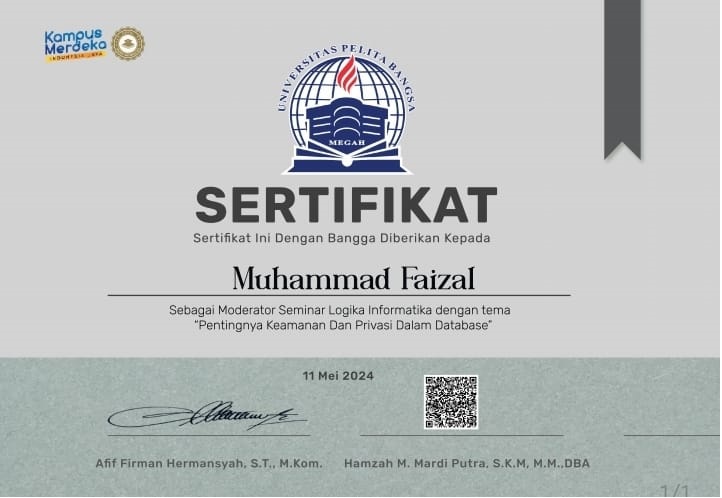 Kampus
Merdeka
INDONESIA JAYA
UNIVERSITAS PELITA BANGSA
MEGAH
SERTIFIKAT
Sertifikat Ini Dengan Bangga Diberikan Kepada
Muhammad Faizal
Sebagai Moderator Seminar Logika Informatika dengan tema
“Pentingnya Keamanan Dan Privasi Dalam Database”
11 Mei 2024
Afif Firman Hermansyah, S.T., M.Kom.
Hamzah M. Mardi Putra, S.K.M, M.M.,DBA
1/1